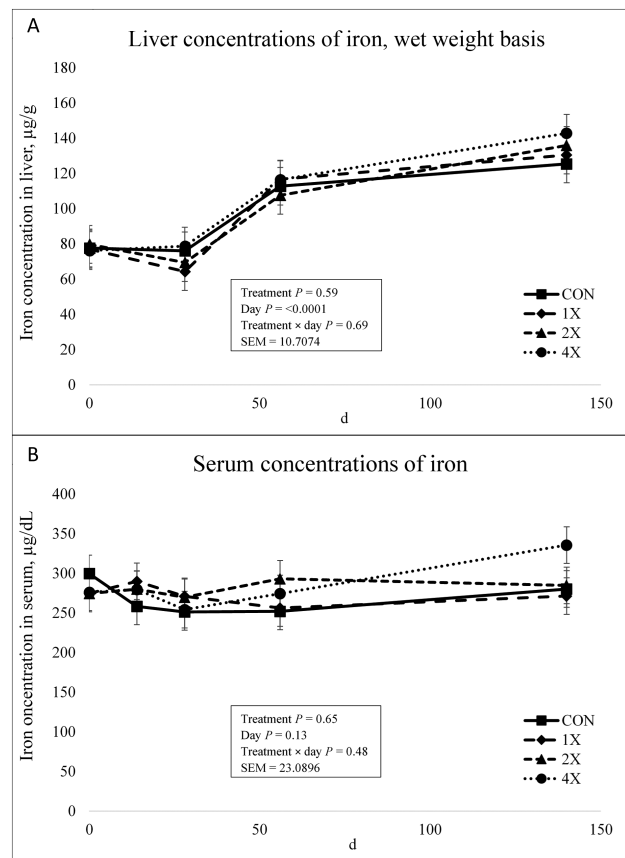 A
Liver concentrations of iron, wet weight basis
Iron concentration in liver, µg/g
180
160
140
120
100
80
60
40
20
0
Treatment P = 0.59
Day P = <0.0001
Treatment × day P = 0.69
SEM = 10.7074
CON
1X
2X
4X
0
50
100
150
d
B
Serum concentrations of iron
Iron oncentration in serum, µg/dL
400
350
300
250
200
150
100
50
0
Treatment P = 0.65
Day P = 0.13
Treatment × day P = 0.48
SEM = 23.0896
CON
1X
2X
4X
0
50
100
150
d